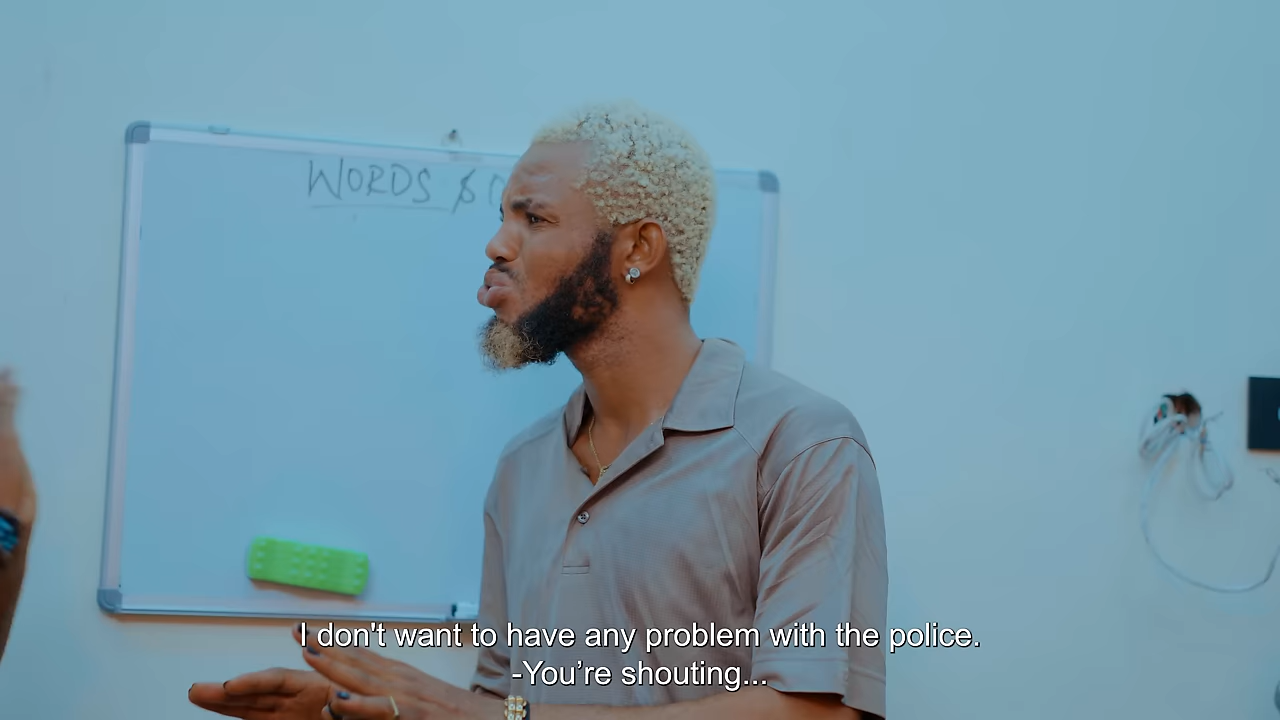 WORDS
I don't want to have any problem with the police.
-You’re shouting...